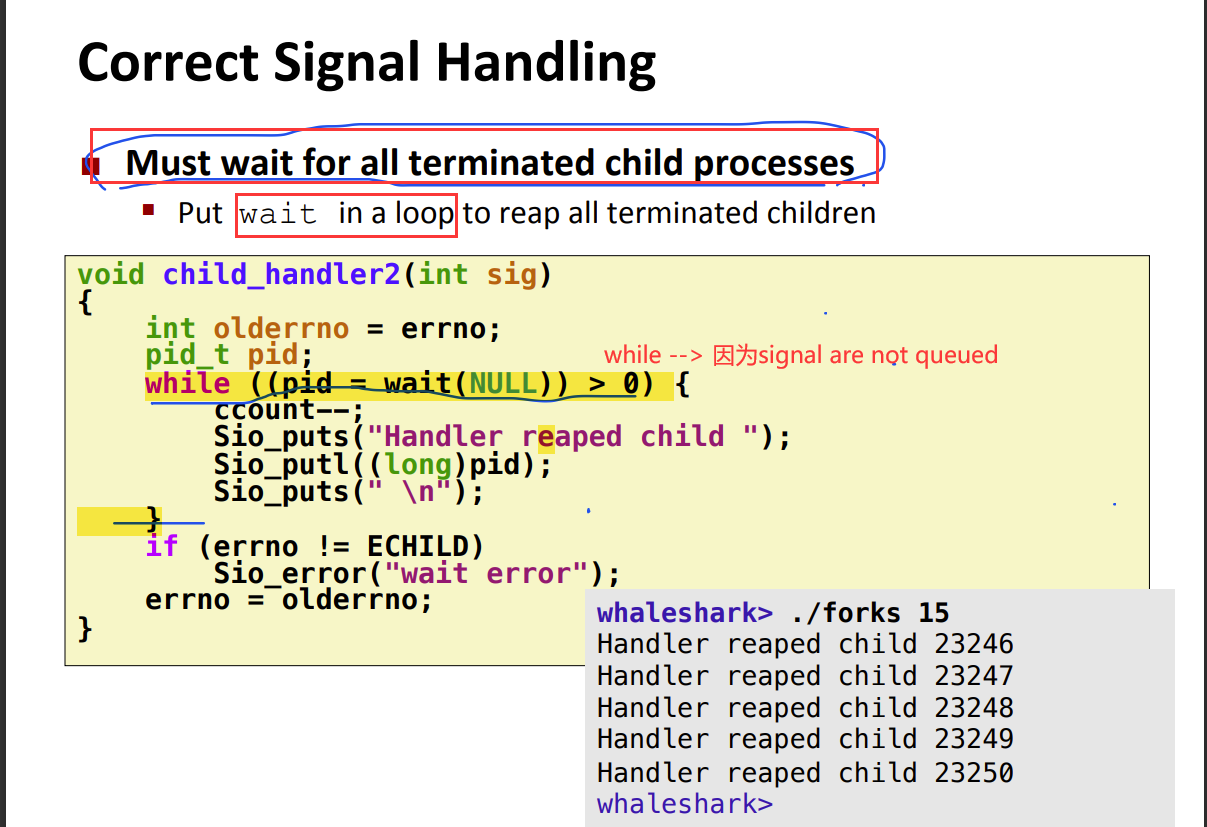 Correct Signal Handling
Must wait for all terminated child processes
Put wait in a loop to reap all terminated children
void child_handler2(int sig)
{
    int olderrno = errno;
    pid_t pid;
while --> 因为signal are not queued
    while ((pid = wait(NULL)) > 0) {
        ccount--;
        Sio_puts("Handler reaped child ");
        Sio_putl((long)pid);
        Sio_puts(" \n");
    }
    if (errno != ECHILD)
        Sio_error("wait error");
    errno = olderrno;
}
whaleshark> ./forks 15
Handler reaped child 23246
Handler reaped child 23247
Handler reaped child 23248
Handler reaped child 23249
Handler reaped child 23250
whaleshark>